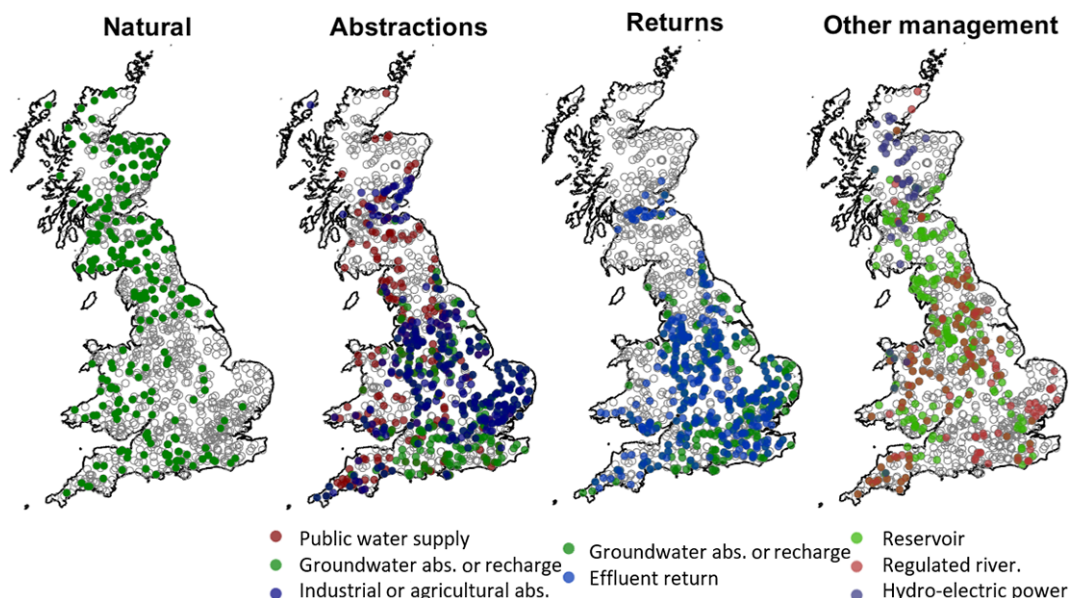 Natural
Abstractions
Returns
Other management
Public water supply
Groundwater abs. or recharge
Industrial or agricultural abs.
Groundwater abs. or recharge
Effluent return
Reservoir
Regulated river.
Hydro-electric power